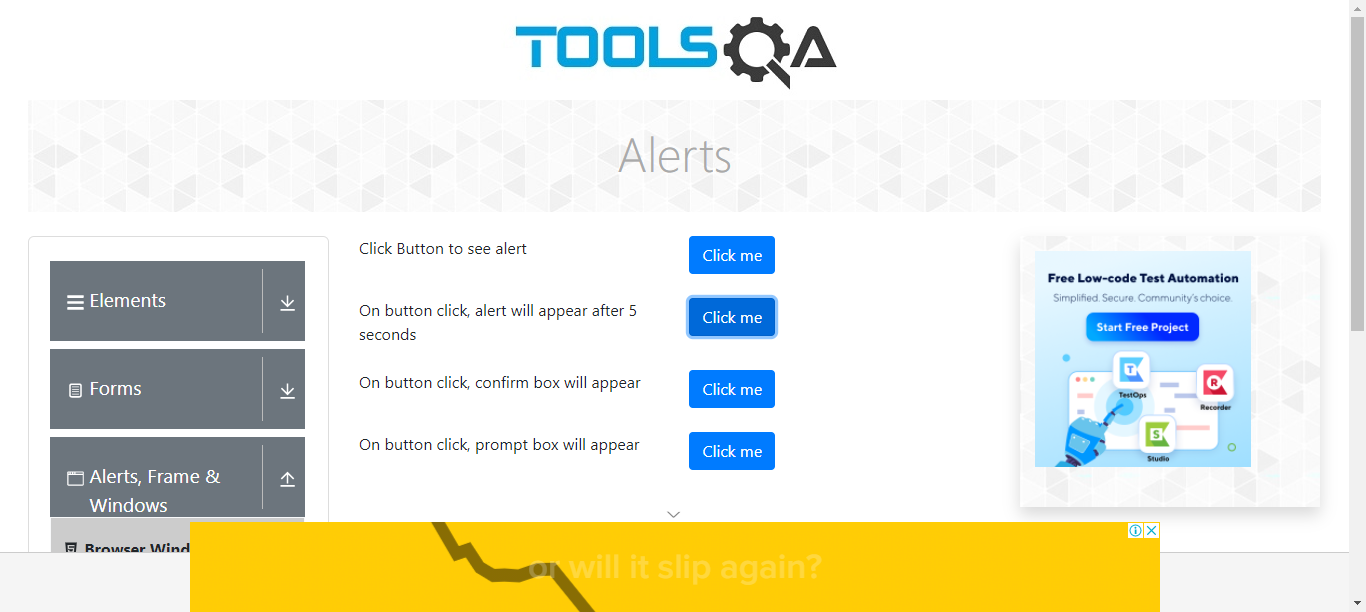 TOOLSQA
Alerts
Elements
Forms
Alerts, Frame &
Windows
Browser Wind
Click Button to see alert
Click me
On button click, alert will appear after 5
seconds
Click me
On button click, confirm box will appear
Click me
On button click, prompt box will appear
Click me
Free Low-code Test Automation
Simplified. Secure. Community's choice.
Start Free Project
TestOps
Recorder
Studio
or will it slip again?